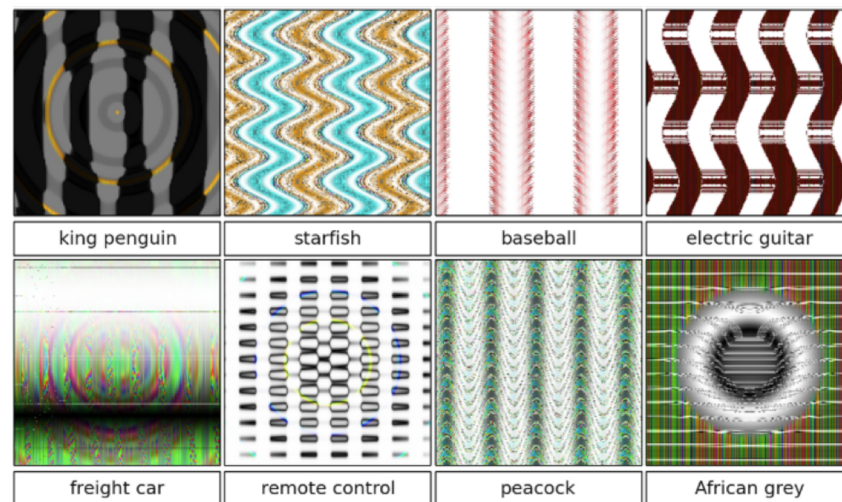 king penguin
starfish
baseball
electric guitar
freight car
remote control
peacock
African grey